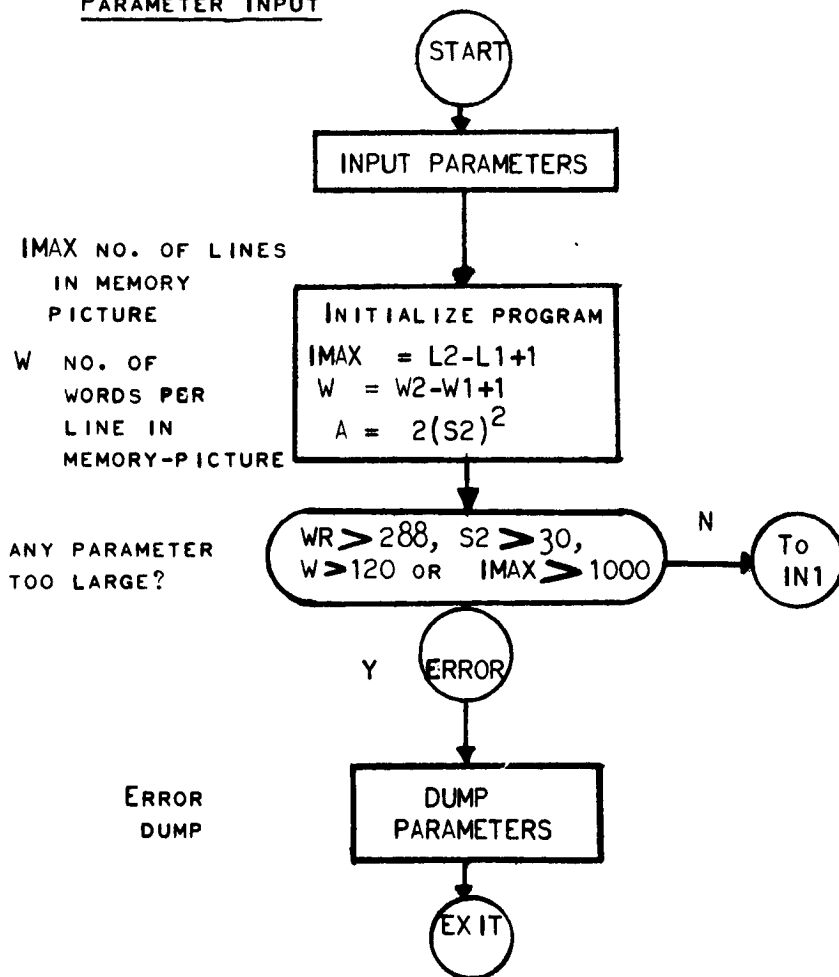 PARAMETER INPUT
START
INPUT PARAMETERS
IMAX NO. OF LINES
IN MEMORY
PICTURE
W NO. OF
WORDS PER
LINE IN
MEMORY-PICTURE
INITIALIZE PROGRAM
IMAX = L2-L1+1
W = W2-W1+1
A = 2(S2)²
ANY PARAMETER
TOO LARGE?
WR > 288, S2 > 30,
W > 120 OR IMAX > 1000
N
To
IN1
Y
ERROR
ERROR
DUMP
DUMP
PARAMETERS
EXIT